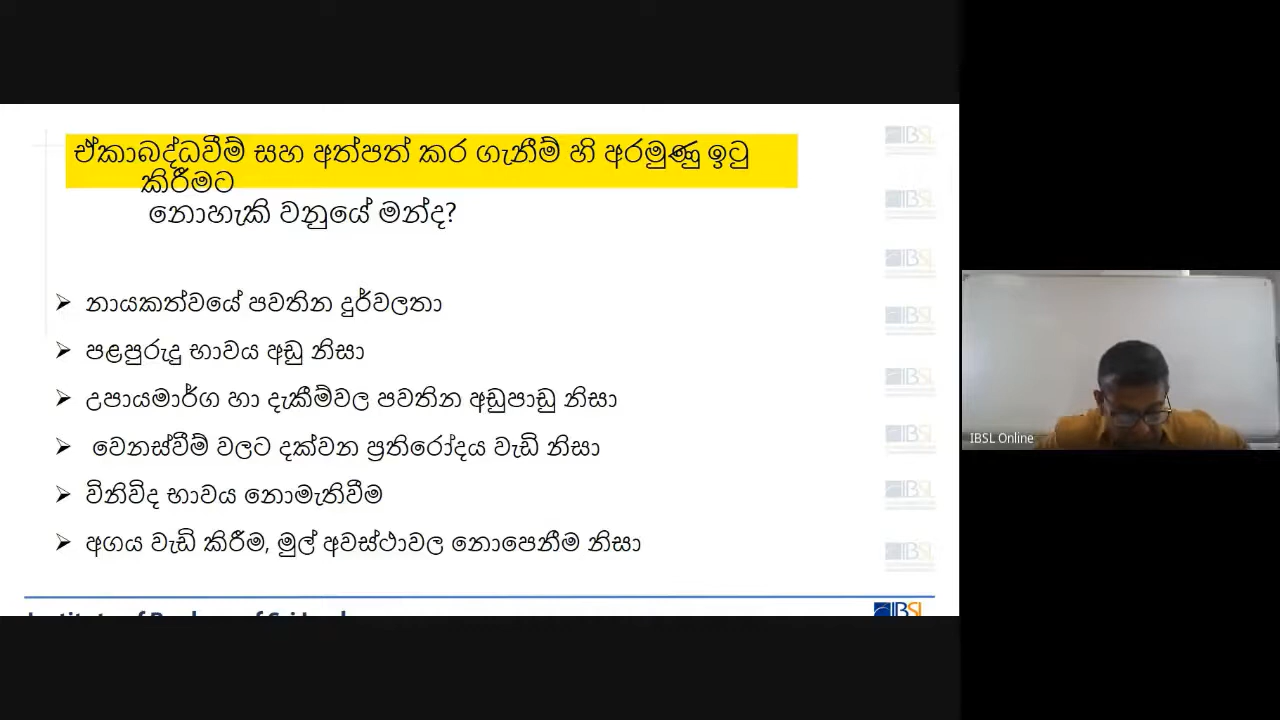 ඒකාබද්ධවීම් සහ අත්පත් කර ගැනීම් හි අරමුණු ඉටු
කිරීමට
නොහැකි වනුයේ මන්ද?
➢ නායකත්වයේ පවතින දුර්වලතා
➢ පළපුරුදු භාවය අඩු නිසා
➢ උපායමාර්ග හා දැකීම්වල පවතින අඩුපාඩු නිසා
➢ වෙනස්වීම් වලට දක්වන ප්‍රතිරෝදය වැඩි නිසා
➢ විනිවිද භාවය නොමැතිවීම
➢ අගය වැඩි කිරීම, මුල් අවස්ථාවල නොපෙනීම නිසා
IBSL
IBSL Online